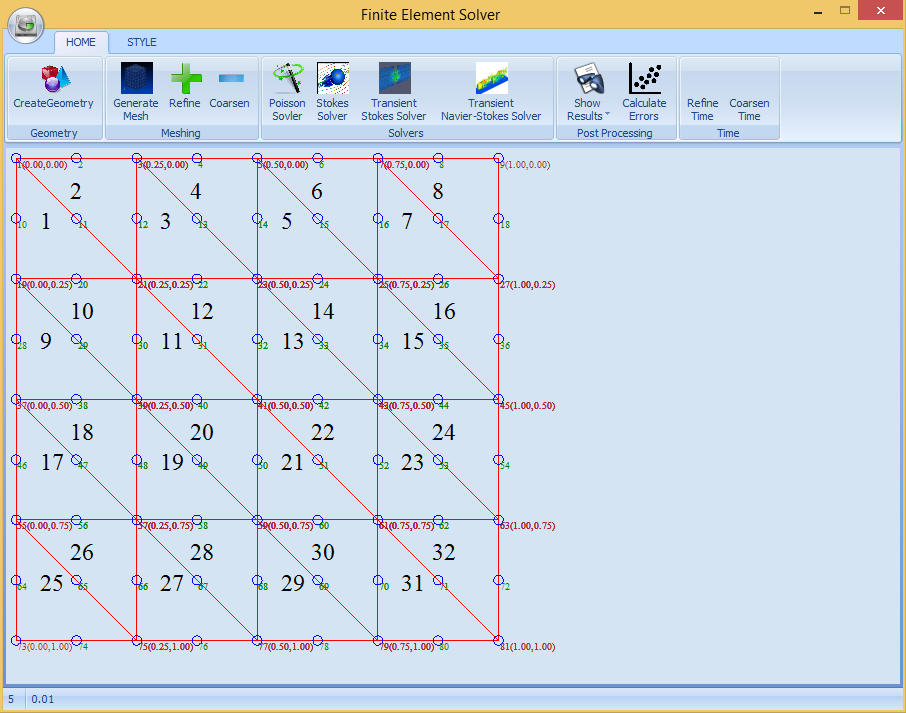 Finite Element Solver
HOME STYLE
CreateGeometry Generate Mesh Refine Coarsen Poisson Sovler Stokes Solver Transient Stokes Solver Transient Navier-Stokes Solver Show Results Calculate Errors Refine Time Coarsen Time
Geometry Meshing Solvers Post Processing Time
1(0.00,0.00) 2 3(0.25,0.00) 4 5(0.50,0.00) 6 7(0.75,0.00) 8 9(1.00,0.00)
2 4 6 8
10 1 11 12 3 13 14 5 15 16 7 17 18
19(0.00,0.25) 20 21(0.25,0.25) 22 23(0.50,0.25) 24 25(0.75,0.25) 26 27(1.00,0.25)
10 12 14 16
28 9 29 30 11 31 32 13 33 34 15 35 36
37(0.00,0.50) 38 39(0.25,0.50) 40 41(0.50,0.50) 42 43(0.75,0.50) 44 45(1.00,0.50)
18 20 22 24
46 17 47 48 19 49 50 21 51 52 23 53 54
55(0.00,0.75) 56 57(0.25,0.75) 58 59(0.50,0.75) 60 61(0.75,0.75) 62 63(1.00,0.75)
26 28 30 32
64 25 65 66 27 67 68 29 69 70 31 71 72
73(0.00,1.00) 74 75(0.25,1.00) 76 77(0.50,1.00) 78 79(0.75,1.00) 80 81(1.00,1.00)
5 0.01